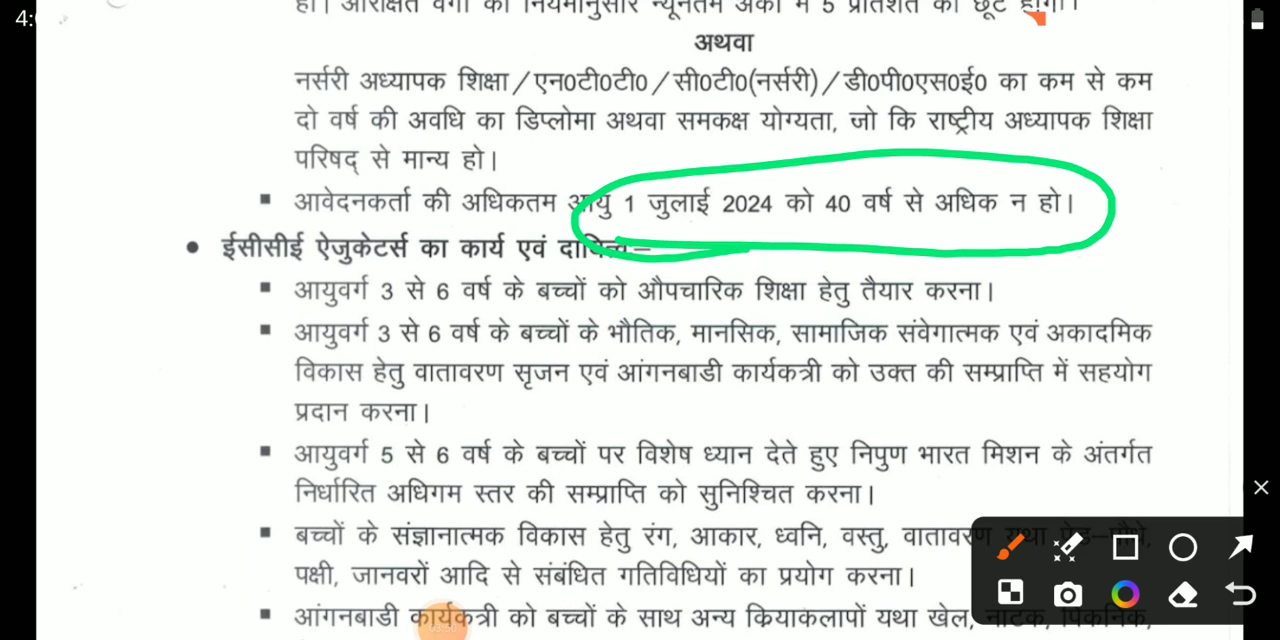 हो। आरक्षित वर्गो को नियमानुसार न्यूनतम अंको में 5 प्रतिशत की छूट होगी।
अथवा
नर्सरी अध्यापक शिक्षा/एन0टी0टी0/सी0टी0(नर्सरी)/डी0पी0एस0ई0 का कम से कम
दो वर्ष की अवधि का डिप्लोमा अथवा समकक्ष योग्यता, जो कि राष्ट्रीय अध्यापक शिक्षा
परिषद् से मान्य हो।
▪ आवेदनकर्ता की अधिकतम आयु 1 जुलाई 2024 को 40 वर्ष से अधिक न हो।
• ईसीसीई ऐजुकेटर्स का कार्य एवं दायित्व–
▪ आयुवर्ग 3 से 6 वर्ष के बच्चों को औपचारिक शिक्षा हेतु तैयार करना।
▪ आयुवर्ग 3 से 6 वर्ष के बच्चों के भौतिक, मानसिक, सामाजिक संवेगात्मक एवं अकादमिक
विकास हेतु वातावरण सृजन एवं आंगनबाडी कार्यकत्री को उक्त की सम्प्राप्ति में सहयोग
प्रदान करना।
▪ आयुवर्ग 5 से 6 वर्ष के बच्चों पर विशेष ध्यान देते हुए निपुण भारत मिशन के अंतर्गत
निर्धारित अधिगम स्तर की सम्प्राप्ति को सुनिश्चित करना।
▪ बच्चों के संज्ञानात्मक विकास हेतु रंग, आकार, ध्वनि, वस्तु, वातावरण यथा पेड–पौधे,
पक्षी, जानवरों आदि से संबंधित गतिविधियों का प्रयोग करना।
▪ आंगनबाडी कार्यकत्री को बच्चों के साथ अन्य क्रियाकलापों यथा खेल, नाटक, पिकनिक,